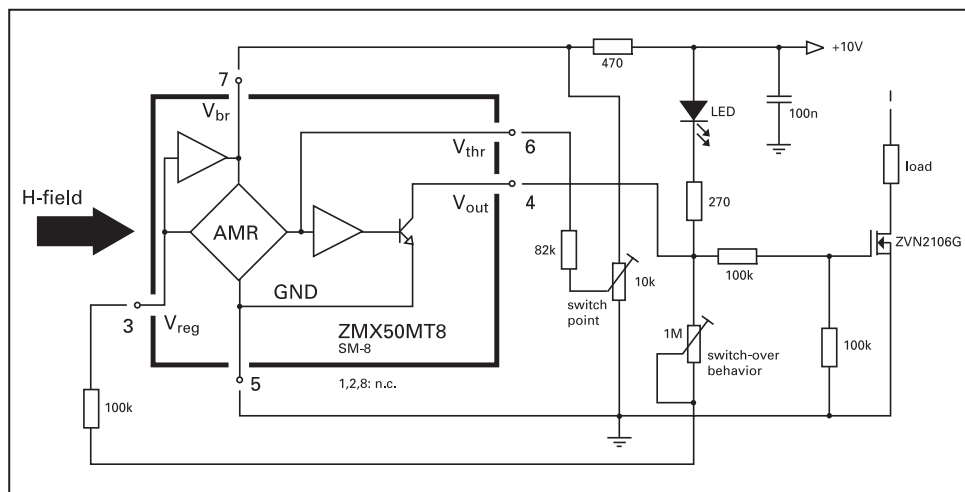 +10V
470
7
V_br
LED
100n
V_thr
6
load
H-field
V_out
4
270
AMR
ZVN2106G
82k
10k
100k
GND
switch
point
3
V_reg
ZMX50MT8
SM-8
1M
switch-over
behavior
100k
5
1,2,8: n.c.
100k